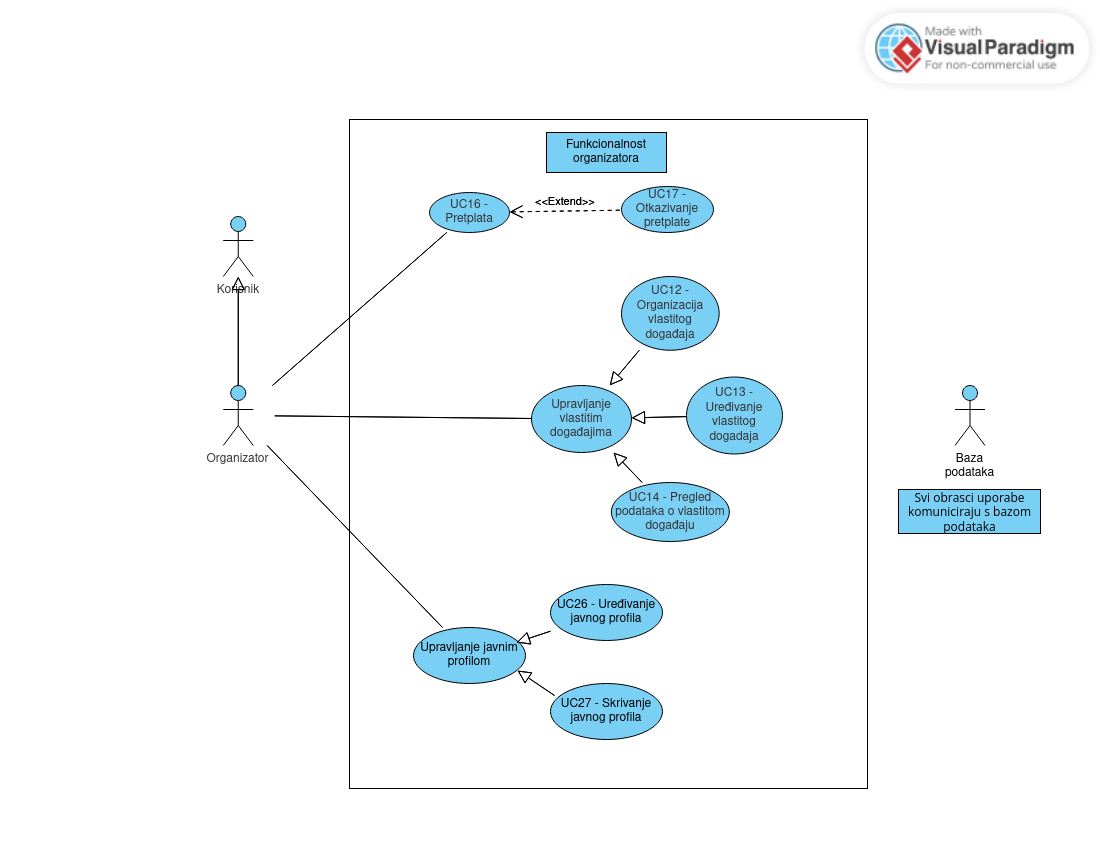 Made with
Visual Paradigm
For non-commercial use
Funkcionalnost
organizatora
UC16 -
Pretplata
<<Extend>>
UC17 -
Otkazivanje
pretplate
Korisnik
UC12 -
Organizacija
vlastitog
događaja
Organizator
Upravljanje
vlastitim
događajima
UC13 -
Uređivanje
vlastitog
dogadaja
UC14 - Pregled
podataka o vlastitom
događaju
Baza
podataka
Svi obrasci uporabe
komuniciraju s bazom
podataka
UC26 - Uređivanje
javnog profila
Upravljanje javnim
profilom
UC27 - Skrivanje
javnog profila